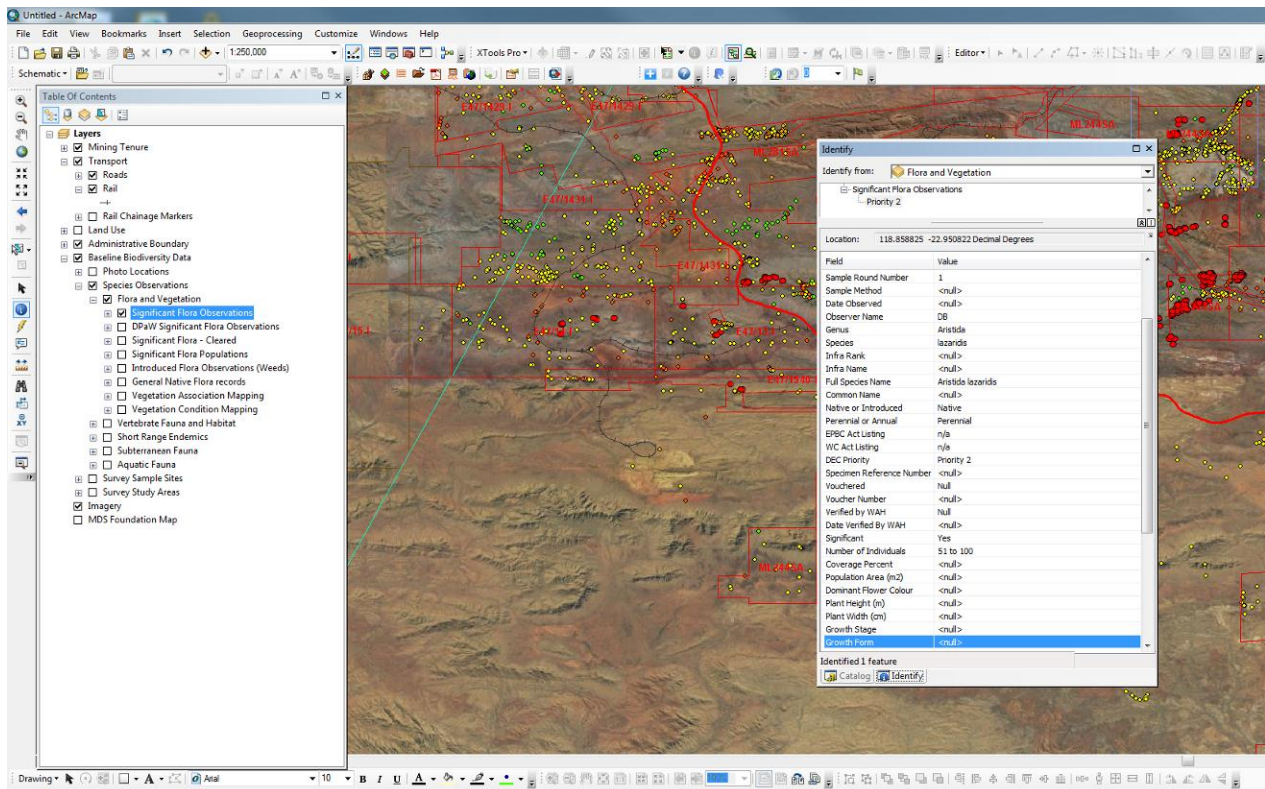 Untitled - ArcMap
File Edit View Bookmarks Insert Selection Geoprocessing Customize Windows Help
1:250,000 XTools Pro Editor
Schematic
Table Of Contents
Layers
Mining Tenure
Transport
Roads
Rail
Rail Chainage Markers
Land Use
Administrative Boundary
Baseline Biodiversity Data
Photo Locations
Species Observations
Flora and Vegetation
Significant Flora Observations
DPaW Significant Flora Observations
Significant Flora - Cleared
Significant Flora Populations
Introduced Flora Observations (Weeds)
General Native Flora records
Vegetation Association Mapping
Vegetation Condition Mapping
Vertebrate Fauna and Habitat
Short Range Endemics
Subterranean Fauna
Aquatic Fauna
Survey Sample Sites
Survey Study Areas
Imagery
MDS Foundation Map
E47/1431-I
ML244SA
Identify
Identify from: Flora and Vegetation
Significant Flora Observations
Priority 2
Location: 118.858825 -22.950822 Decimal Degrees
Field Value
Sample Round Number 1
Sample Method <null>
Date Observed <null>
Observer Name DB
Genus Aristida
Species lazaridis
Infra Rank <null>
Infra Name <null>
Full Species Name Aristida lazaridis
Common Name <null>
Native or Introduced Native
Perennial or Annual Perennial
EPBC Act Listing n/a
WC Act Listing n/a
DEC Priority Priority 2
Specimen Reference Number <null>
Vouchered Null
Voucher Number <null>
Verified by WAH Null
Date Verified By WAH <null>
Significant Yes
Number of Individuals 51 to 100
Coverage Percent <null>
Population Area (m2) <null>
Dominant Flower Colour <null>
Plant Height (m) <null>
Plant Width (cm) <null>
Growth Stage <null>
Growth Form <null>
Identified 1 feature
Catalog Identify
Drawing A Arial 10 B I U A